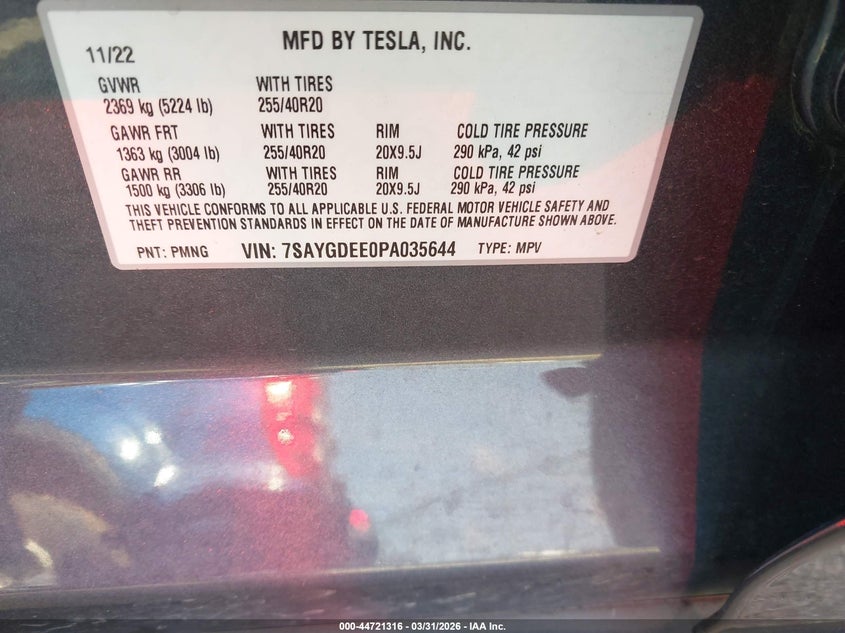 MFD BY TESLA, INC.
11/22
GVWR WITH TIRES
2369 kg (5224 lb) 255/40R20
GAWR FRT WITH TIRES RIM COLD TIRE PRESSURE
1363 kg (3004 lb) 255/40R20 20X9.5J 290 kPa, 42 psi
GAWR RR WITH TIRES RIM COLD TIRE PRESSURE
1500 kg (3306 lb) 255/40R20 20X9.5J 290 kPa, 42 psi
THIS VEHICLE CONFORMS TO ALL APPLICABLE U.S. FEDERAL MOTOR VEHICLE SAFETY AND
THEFT PREVENTION STANDARDS IN EFFECT ON THE DATE OF MANUFACTURE SHOWN ABOVE.
PNT: PMNG VIN: 7SAYGDEE0PA035644 TYPE: MPV
000-44721316 - 03/31/2026 - IAA Inc.